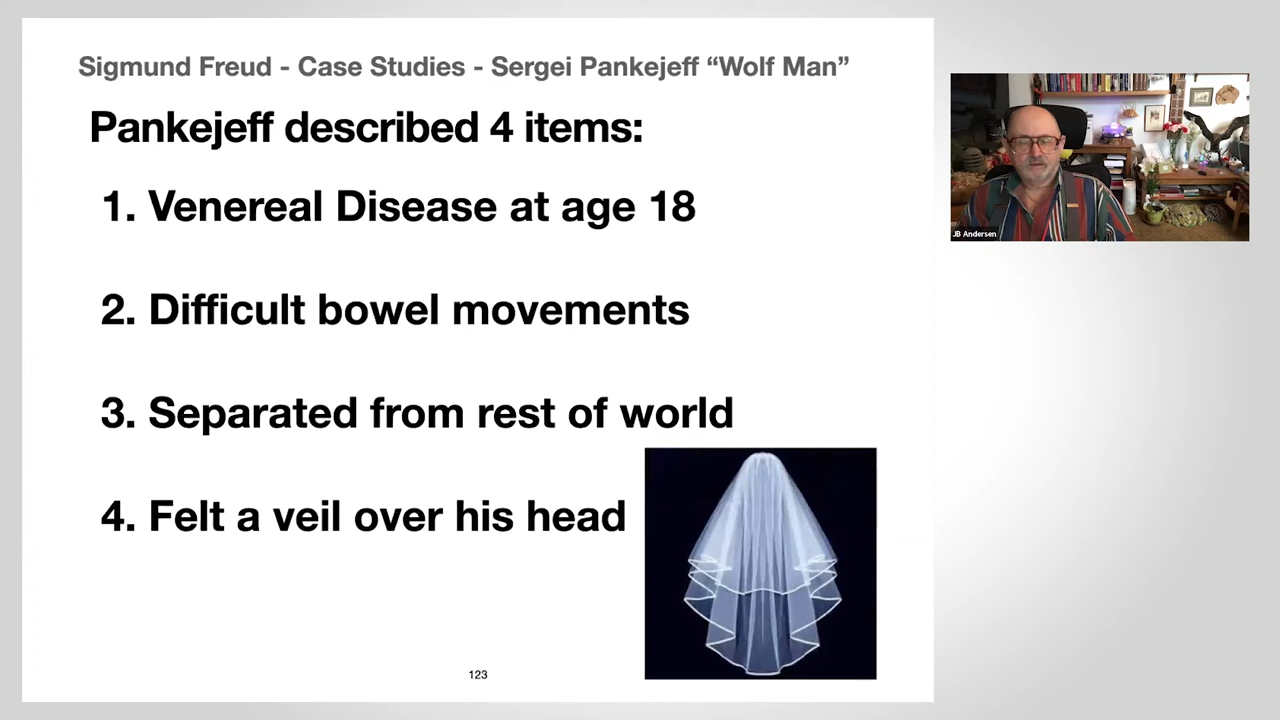 Sigmund Freud - Case Studies - Sergei Pankejeff “Wolf Man”
Pankejeff described 4 items:
1. Venereal Disease at age 18
2. Difficult bowel movements
3. Separated from rest of world
4. Felt a veil over his head
123
JB Andersen